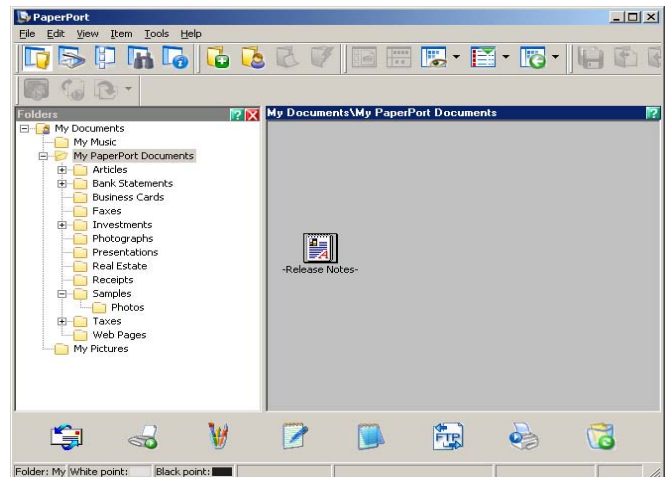 PaperPort
File Edit View Item Tools Help
Folders
My Documents\My PaperPort Documents
My Documents
My Music
My PaperPort Documents
Articles
Bank Statements
Business Cards
Faxes
Investments
Photographs
Presentations
Real Estate
Receipts
Samples
Photos
Taxes
Web Pages
My Pictures
-Release Notes-
FTP
Folder: My White point: Black point: